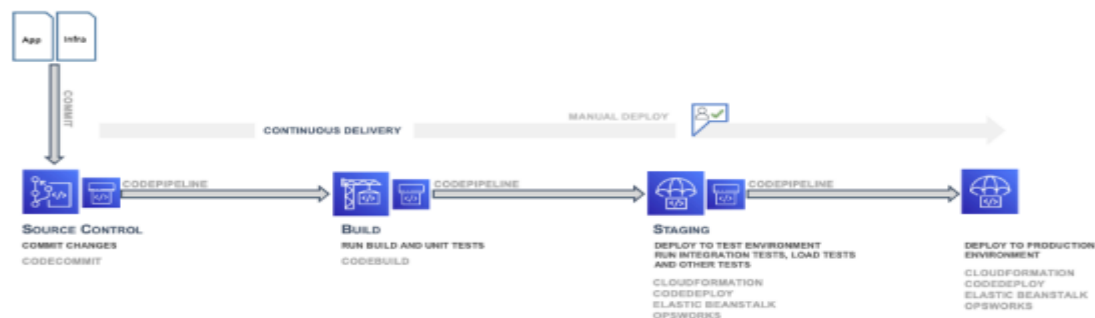 App
Infra
COMMIT
MANUAL DEPLOY
CONTINUOUS DELIVERY
CODEPIPELINE
CODEPIPELINE
CODEPIPELINE
SOURCE CONTROL
COMMIT CHANGES
CODECOMMIT
BUILD
RUN BUILD AND UNIT TESTS
CODEBUILD
STAGING
DEPLOY TO TEST ENVIRONMENT
RUN INTEGRATION TESTS, LOAD TESTS
AND OTHER TESTS
CLOUDFORMATION
CODEDEPLOY
ELASTIC BEANSTALK
OPSWORKS
DEPLOY TO PRODUCTION
ENVIRONMENT
CLOUDFORMATION
CODEDEPLOY
ELASTIC BEANSTALK
OPSWORKS